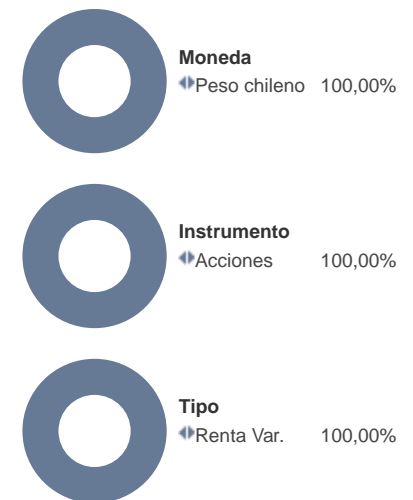 Moneda
Peso chileno 100,00%
Instrumento
Acciones 100,00%
Tipo
Renta Var. 100,00%